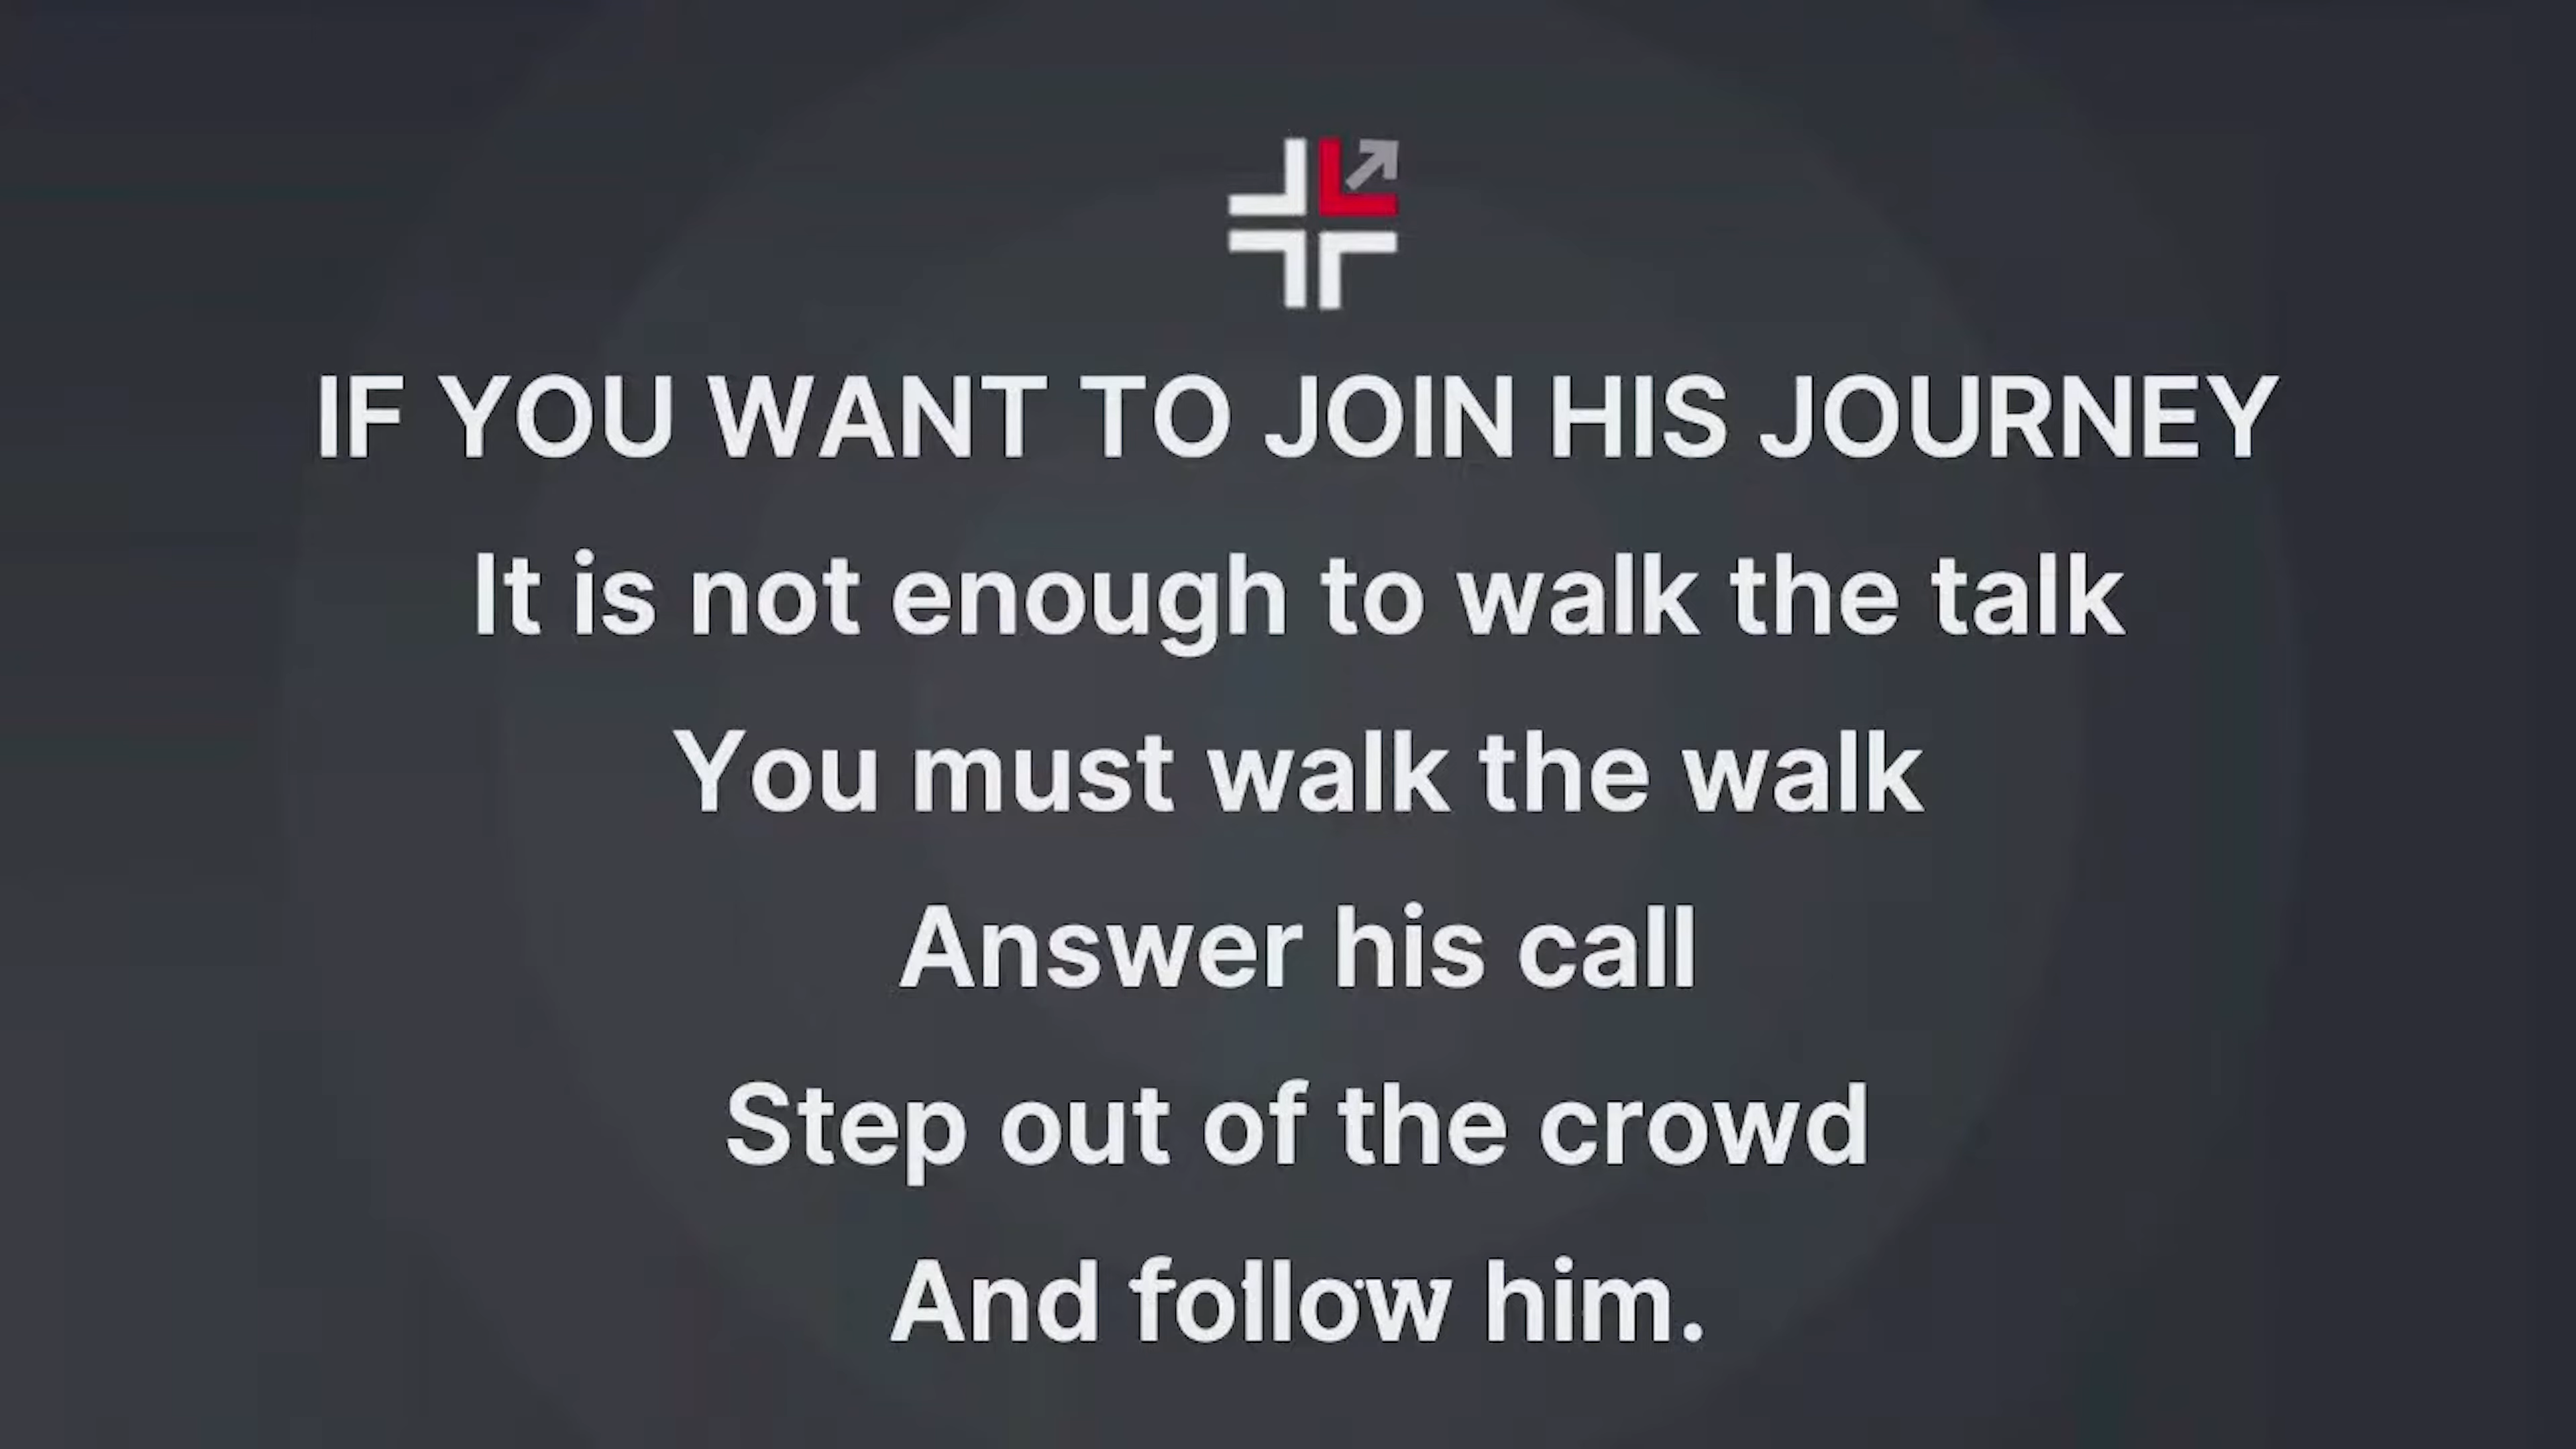 IF YOU WANT TO JOIN HIS JOURNEY
It is not enough to walk the talk
You must walk the walk
Answer his call
Step out of the crowd
And follow him.